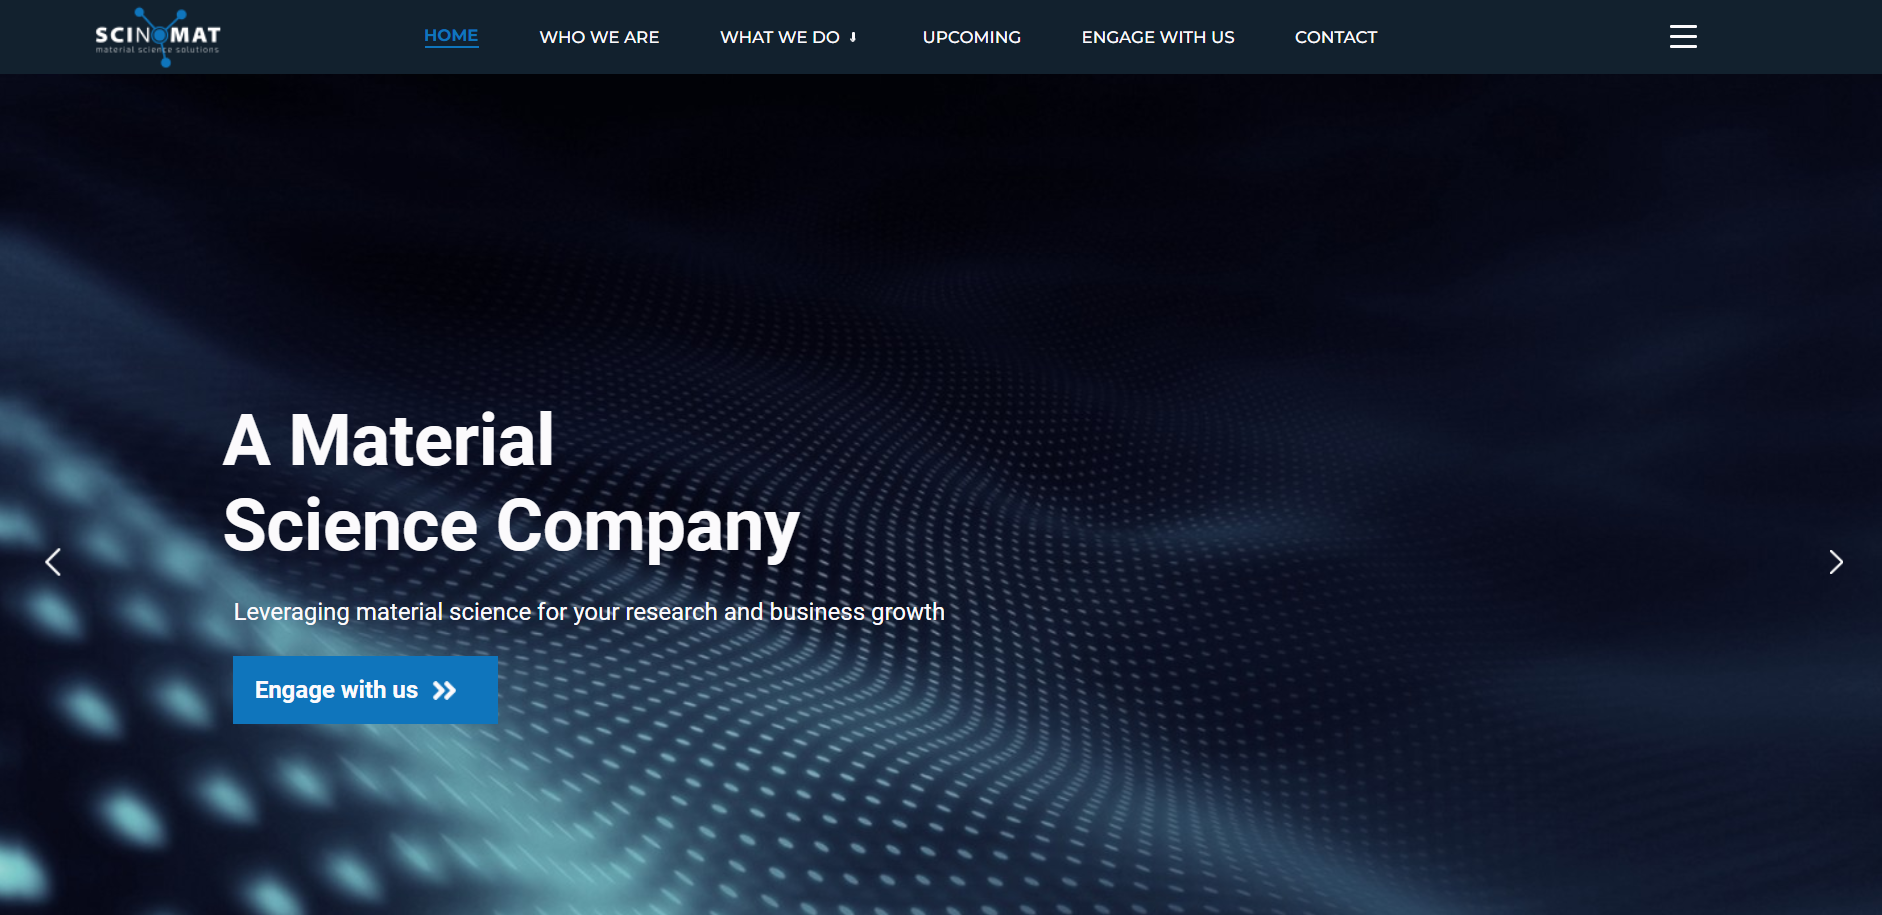 SCINOMAT
material science solutions
HOME
WHO WE ARE
WHAT WE DO
UPCOMING
ENGAGE WITH US
CONTACT
A Material
Science Company
Leveraging material science for your research and business growth
Engage with us